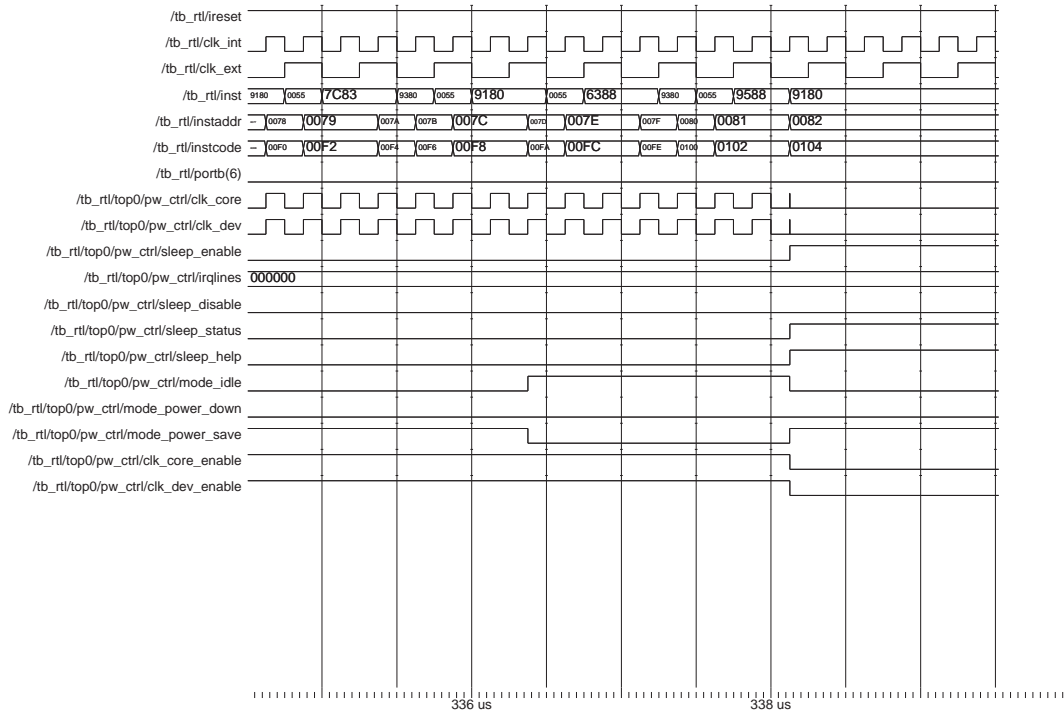 /tb_rtl/ireset
/tb_rtl/clk_int
/tb_rtl/clk_ext
/tb_rtl/inst 9180 0055 7C83 9380 0055 9180 0055 6388 9380 0055 9588 9180
/tb_rtl/instaddr -- 0078 0079 007A 007B 007C 007D 007E 007F 0080 0081 0082
/tb_rtl/instcode -- 00F0 00F2 00F4 00F6 00F8 00FA 00FC 00FE 0100 0102 0104
/tb_rtl/portb(6)
/tb_rtl/top0/pw_ctrl/clk_core
/tb_rtl/top0/pw_ctrl/clk_dev
/tb_rtl/top0/pw_ctrl/sleep_enable
/tb_rtl/top0/pw_ctrl/irqlines 000000
/tb_rtl/top0/pw_ctrl/sleep_disable
/tb_rtl/top0/pw_ctrl/sleep_status
/tb_rtl/top0/pw_ctrl/sleep_help
/tb_rtl/top0/pw_ctrl/mode_idle
/tb_rtl/top0/pw_ctrl/mode_power_down
/tb_rtl/top0/pw_ctrl/mode_power_save
/tb_rtl/top0/pw_ctrl/clk_core_enable
/tb_rtl/top0/pw_ctrl/clk_dev_enable
336 us 338 us